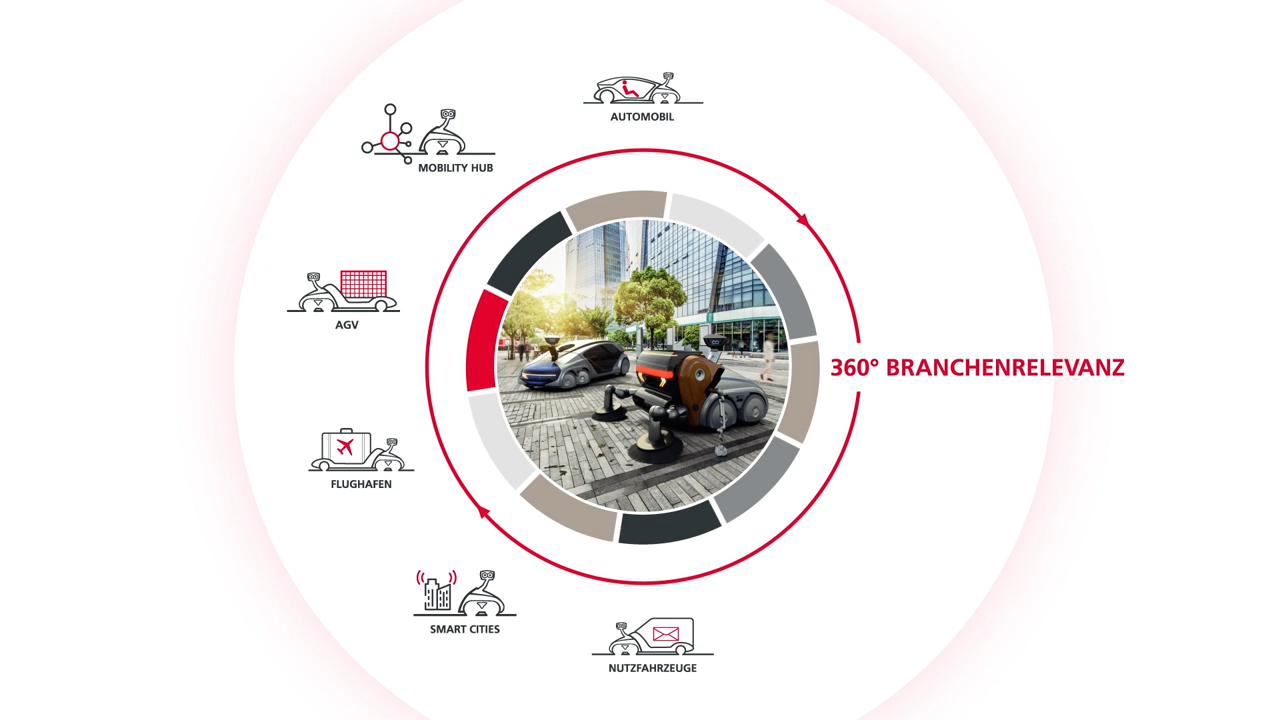 AUTOMOBIL
MOBILITY HUB
AGV
360° BRANCHENRELEVANZ
FLUGHAFEN
SMART CITIES
NUTZFAHRZEUGE